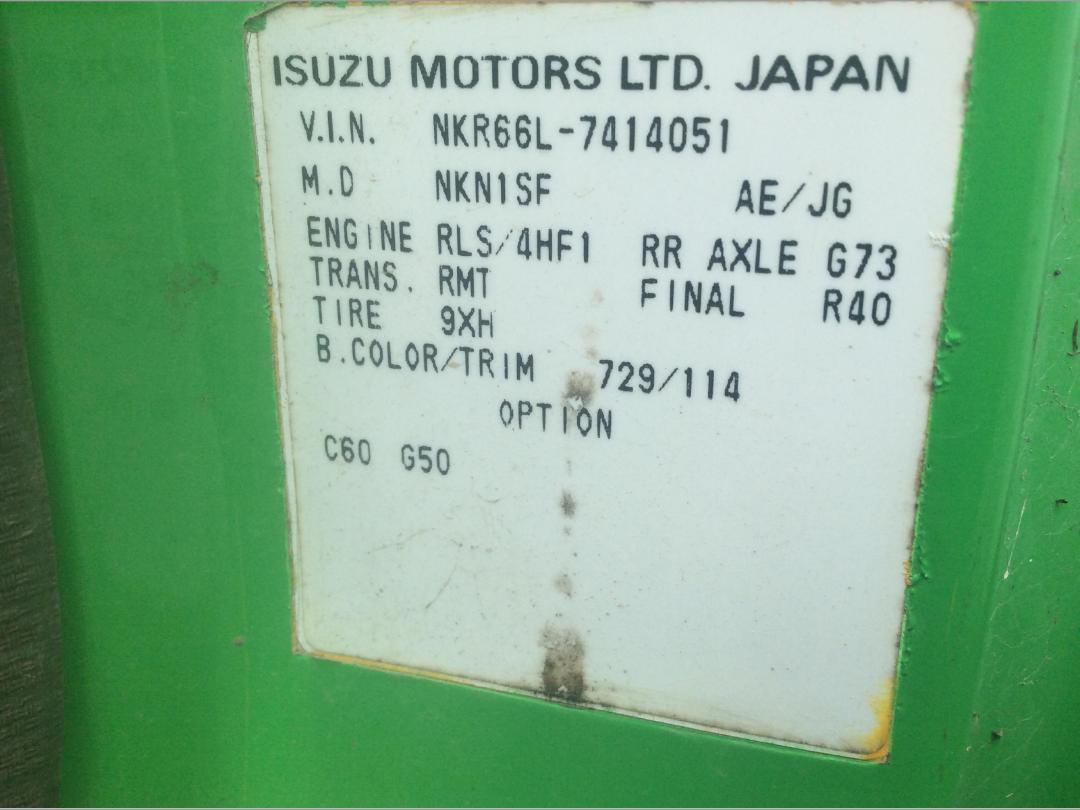 ISUZU MOTORS LTD. JAPAN
V.I.N. NKR66L-7414051
M.D NKN1SF AE/JG
ENGINE RLS/4HF1 RR AXLE G73
TRANS. RMT FINAL R40
TIRE 9XH
B.COLOR/TRIM 729/114
OPTION
C60 G50